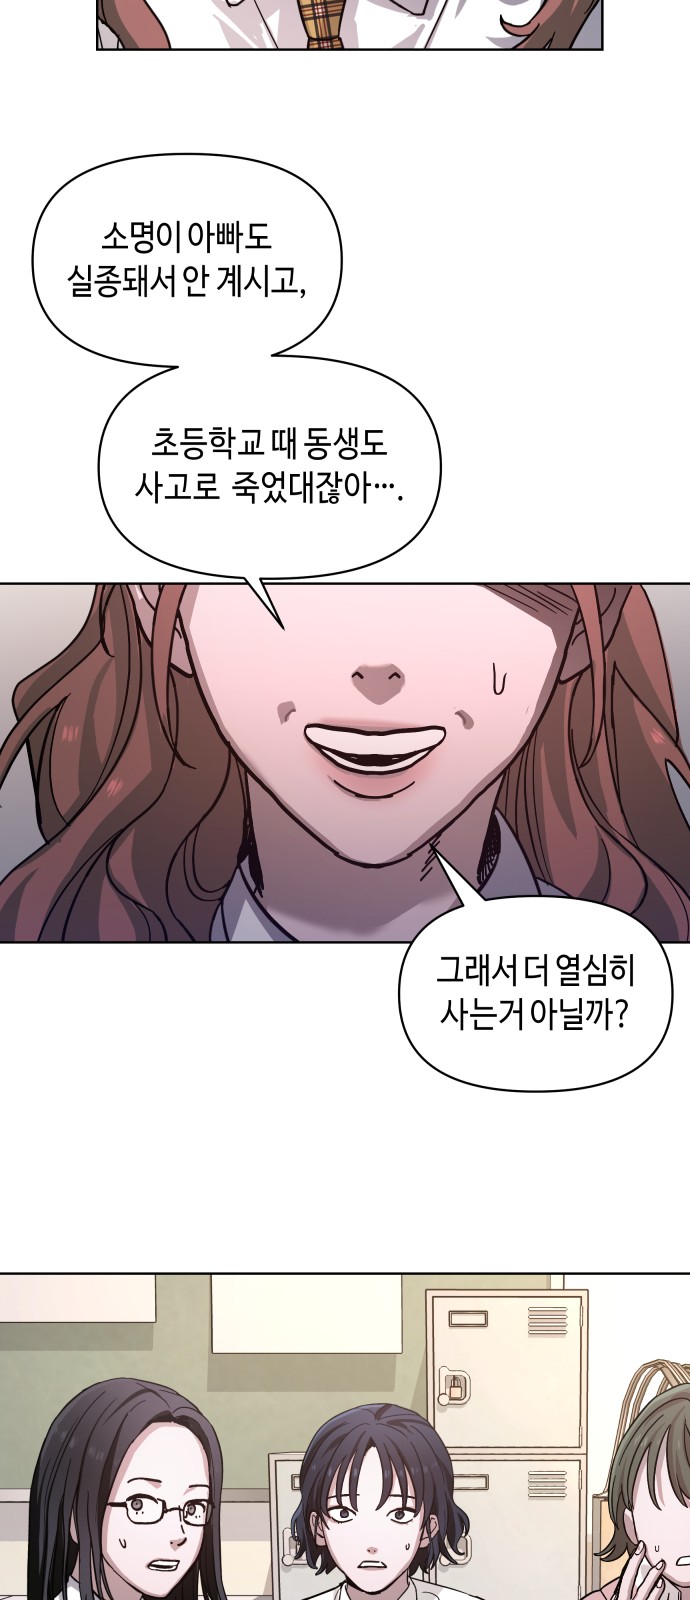 소명이 아빠도
실종돼서 안 계시고,
초등학교 때 동생도
사고로 죽었대잖아….
그래서 더 열심히
사는거 아닐까?